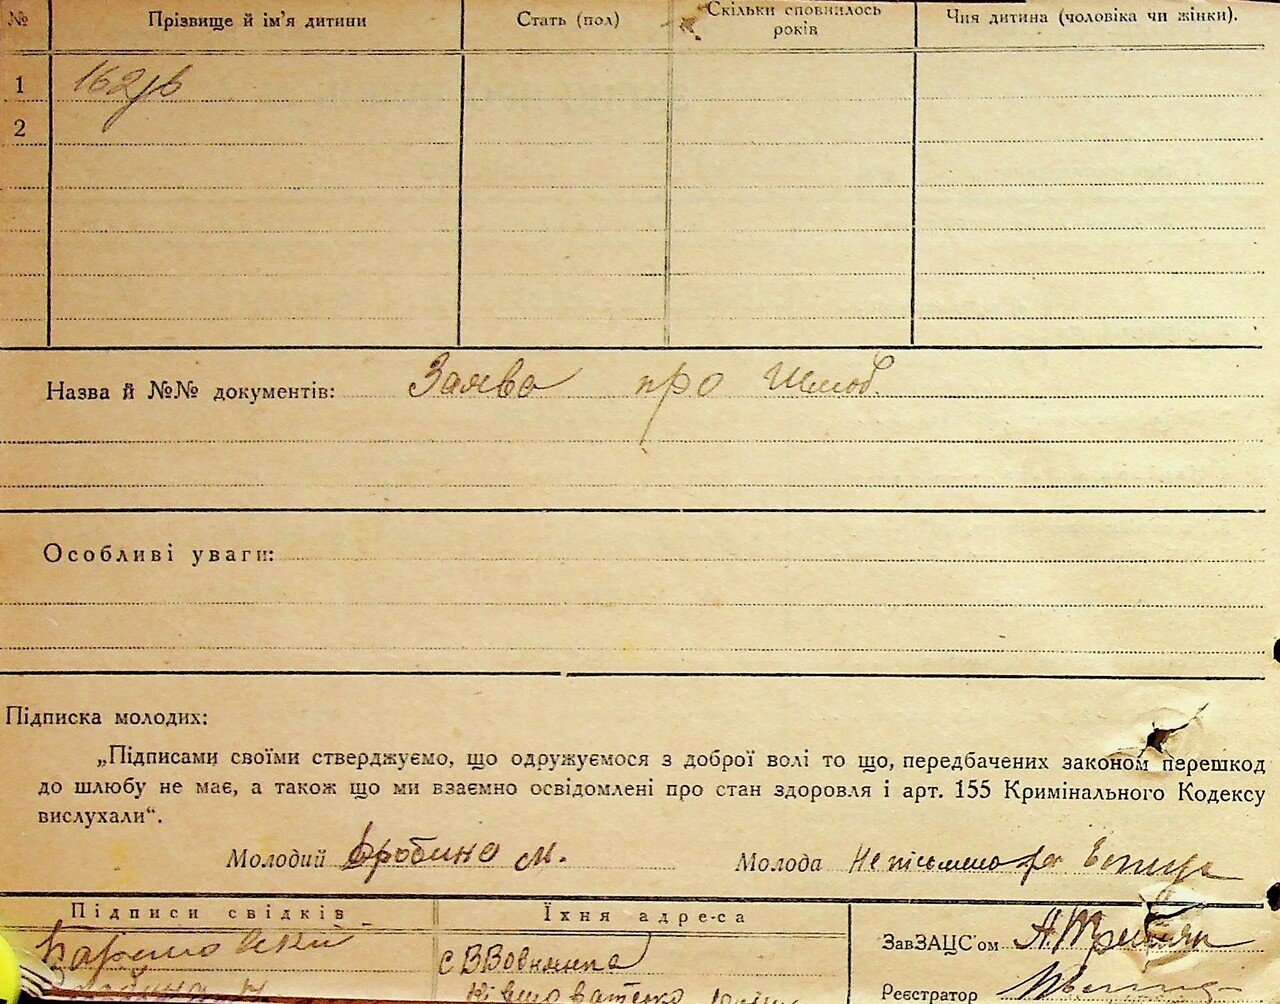 № Прізвище й ім'я дитини Стать (пол) Скільки сповнилось років Чия дитина (чоловіка чи жінки).
1
2
Назва й №№ документів: Заява про Шлюб.
Особливі уваги:
Підписка молодих:
„Підписами своїми стверджуємо, що одружуємося з доброї волі то що, передбачених законом перешкод
до шлюбу не має, а також що ми взаємно освідомлені про стан здоровля і арт. 155 Кримінального Кодексу
вислухали“.
Молодий М. Молода Неписьмена
Підписи свідків Їхня адреса
ЗавЗАЦС'ом
Реєстратор